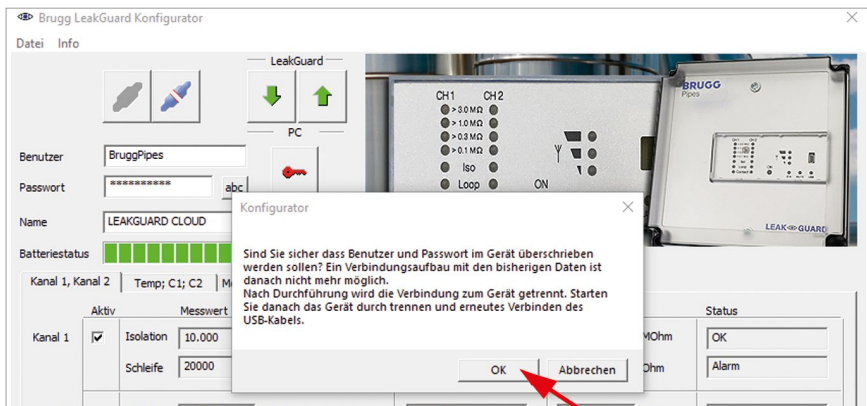 Brugg LeakGuard Konfigurator
Datei Info
LeakGuard
PC
Benutzer BruggPipes
Passwort ********** abc
Name LEAKGUARD CLOUD
Batteriestatus
CH1 CH2
>3.0 MΩ
>1.0 MΩ
>0.3 MΩ
>0.1 MΩ
Iso
Loop ON
BRUGG
Pipes
LEAK GUARD
Konfigurator
Sind Sie sicher dass Benutzer und Passwort im Gerät überschrieben
werden sollen? Ein Verbindungsaufbau mit den bisherigen Daten ist
danach nicht mehr möglich.
Nach Durchführung wird die Verbindung zum Gerät getrennt. Starten
Sie danach das Gerät durch trennen und erneutes Verbinden des
USB-Kabels.
OK Abbrechen
Kanal 1, Kanal 2 Temp; C1; C2
Aktiv Messwert Status
Kanal 1 Isolation 10.000 MOhm OK
Schleife 20000 Ohm Alarm